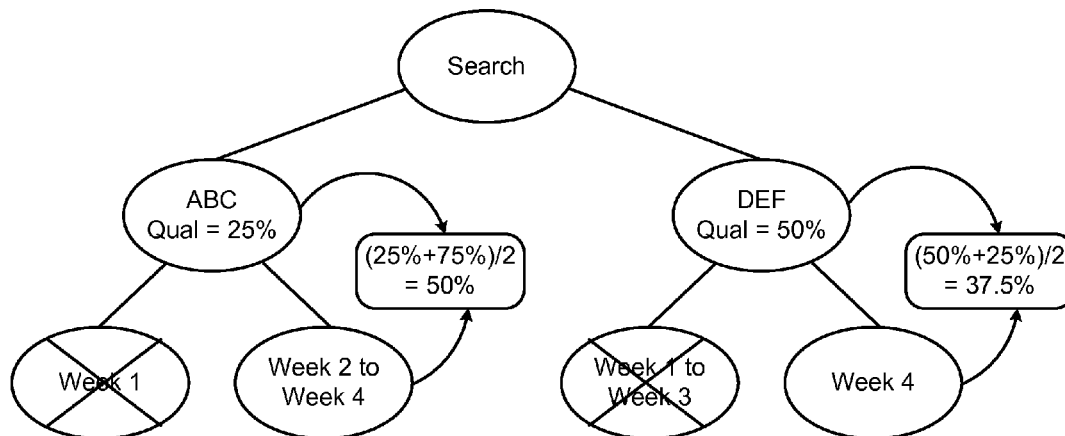 Search
ABC
Qual = 25%
(25%+75%)/2
= 50%
DEF
Qual = 50%
(50%+25%)/2
= 37.5%
Week 1
Week 2 to
Week 4
Week 1 to
Week 3
Week 4